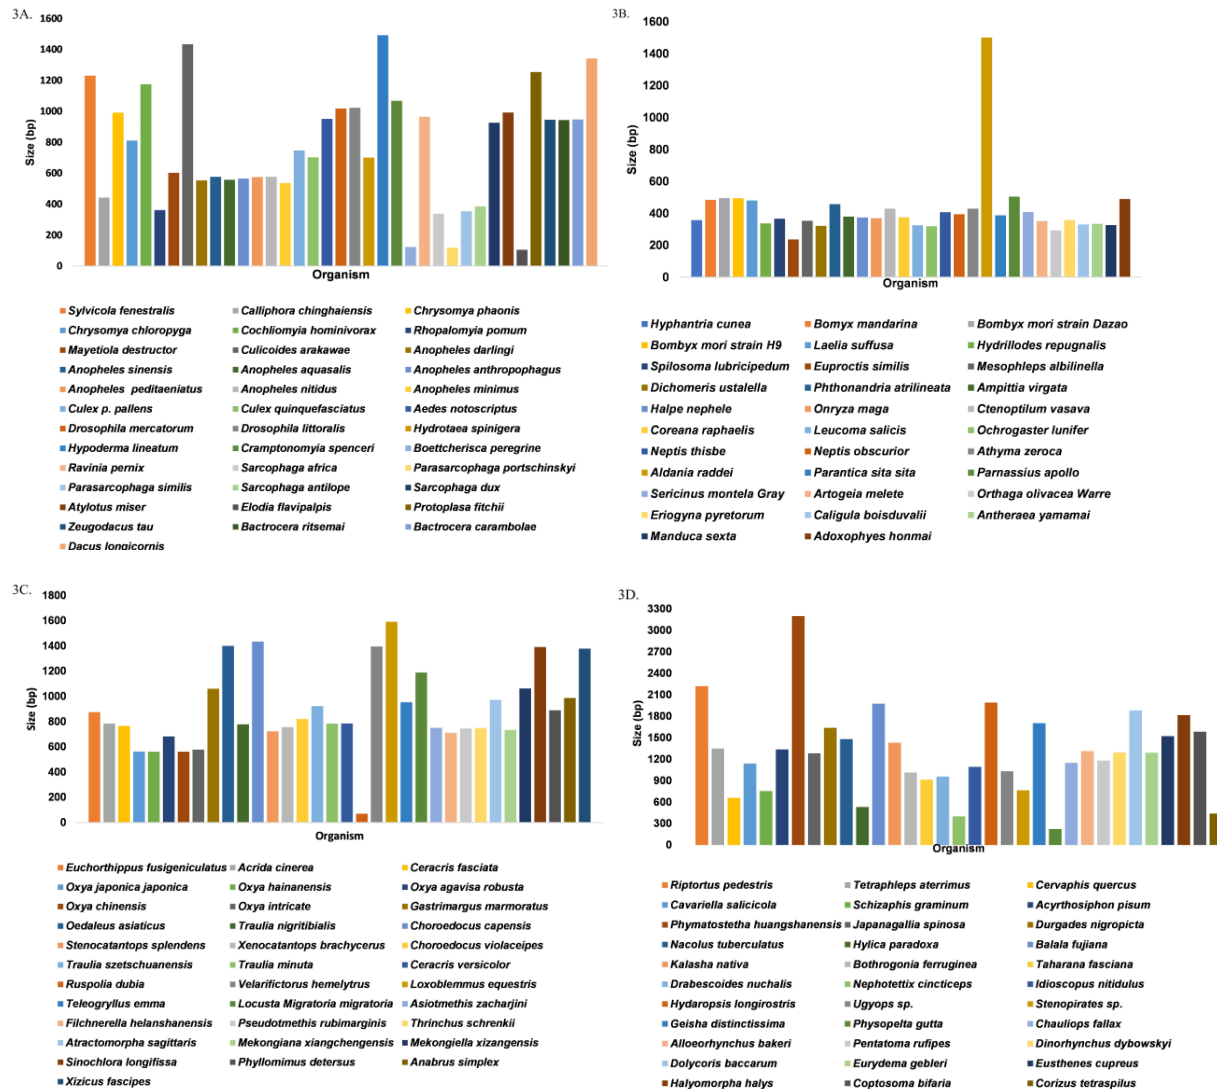 3A.
1600
1400
1200
1000
800
600
400
200
0
Size (bp)
Organism
Sylvicola fenestralis Calliphora chinghaiensis Chrysomya phaonis
Chrysomya chloropyga Cochliomyia hominivorax Rhopalomyia pomum
Mayetiola destructor Culicoides arakawae Anopheles darlingi
Anopheles sinensis Anopheles aquasalis Anopheles anthropophagus
Anopheles peditaeniatus Anopheles nitidus Anopheles minimus
Culex p. pallens Culex quinquefasciatus Aedes notoscriptus
Drosophila mercatorum Drosophila littoralis Hydrotaea spinigera
Hypoderma lineatum Cramptonomyia spenceri Boettcherisca peregrine
Ravinia pernix Sarcophaga africa Parasarcophaga portschinskyi
Parasarcophaga similis Sarcophaga antilope Sarcophaga dux
Atylotus miser Elodia flavipalpis Protoplasa fitchii
Zeugodacus tau Bactrocera ritsemai Bactrocera carambolae
Dacus longicornis
3B.
1600
1400
1200
1000
800
600
400
200
0
Size (bp)
Organism
Hyphantria cunea Bomyx mandarina Bombyx mori strain Dazao
Bombyx mori strain H9 Laelia suffusa Hydrillodes repugnalis
Spilosoma lubricipedum Euproctis similis Mesophleps albilinella
Dichomeris ustalella Phthonandria atrilineata Ampittia virgata
Halpe nephele Onryza maga Ctenoptilum vasava
Coreana raphaelis Leucoma salicis Ochrogaster lunifer
Neptis thisbe Neptis obscurior Athyma zeroca
Aldania raddei Parantica sita sita Parnassius apollo
Sericinus montela Gray Artogeia melete Orthaga olivacea Warre
Eriogyna pyretorum Caligula boisduvalii Antheraea yamamai
Manduca sexta Adoxophyes honmai
3C.
1800
1600
1400
1200
1000
800
600
400
200
0
Size (bp)
Organism
Euchorthippus fusigeniculatus Acrida cinerea Ceracris fasciata
Oxya japonica japonica Oxya hainanensis Oxya agavisa robusta
Oxya chinensis Oxya intricate Gastrimargus marmoratus
Oedaleus asiaticus Traulia nigritibialis Choroedocus capensis
Stenocatantops splendens Xenocatantops brachycerus Choroedocus violaceipes
Traulia szetschuanensis Traulia minuta Ceracris versicolor
Ruspolia dubia Velarifictorus hemelytrus Loxoblemmus equestris
Teleogryllus emma Locusta Migratoria migratoria Asiotmethis zacharjini
Filchnerella helanshanensis Pseudotmethis rubimarginis Thrinchus schrenkii
Atractomorpha sagittaris Mekongiana xiangchengensis Mekongiella xizangensis
Sinochlora longifissa Phyllomimus detersus Anabrus simplex
Xizicus fascipes
3D.
3300
3000
2700
2400
2100
1800
1500
1200
900
600
300
0
Size (bp)
Organism
Riptortus pedestris Tetraphleps aterrimus Cervaphis quercus
Cavariella salicicola Schizaphis graminum Acyrthosiphon pisum
Phymatostetha huangshanensis Japanagallia spinosa Durgades nigropicta
Nacolus tuberculatus Hylica paradoxa Balala fujiana
Kalasha nativa Bothrogonia ferruginea Taharana fasciana
Drabescoides nuchalis Nephotettix cincticeps Idioscopus nitidulus
Hydaropsis longirostris Ugyops sp. Stenopirates sp.
Geisha distinctissima Physopelta gutta Chauliops fallax
Alloeorhynchus bakeri Pentatoma rufipes Dinorhynchus dybowskyi
Dolycoris baccarum Eurydema gebleri Eusthenes cupreus
Halyomorpha halys Coptosoma bifaria Corizus tetraspilus